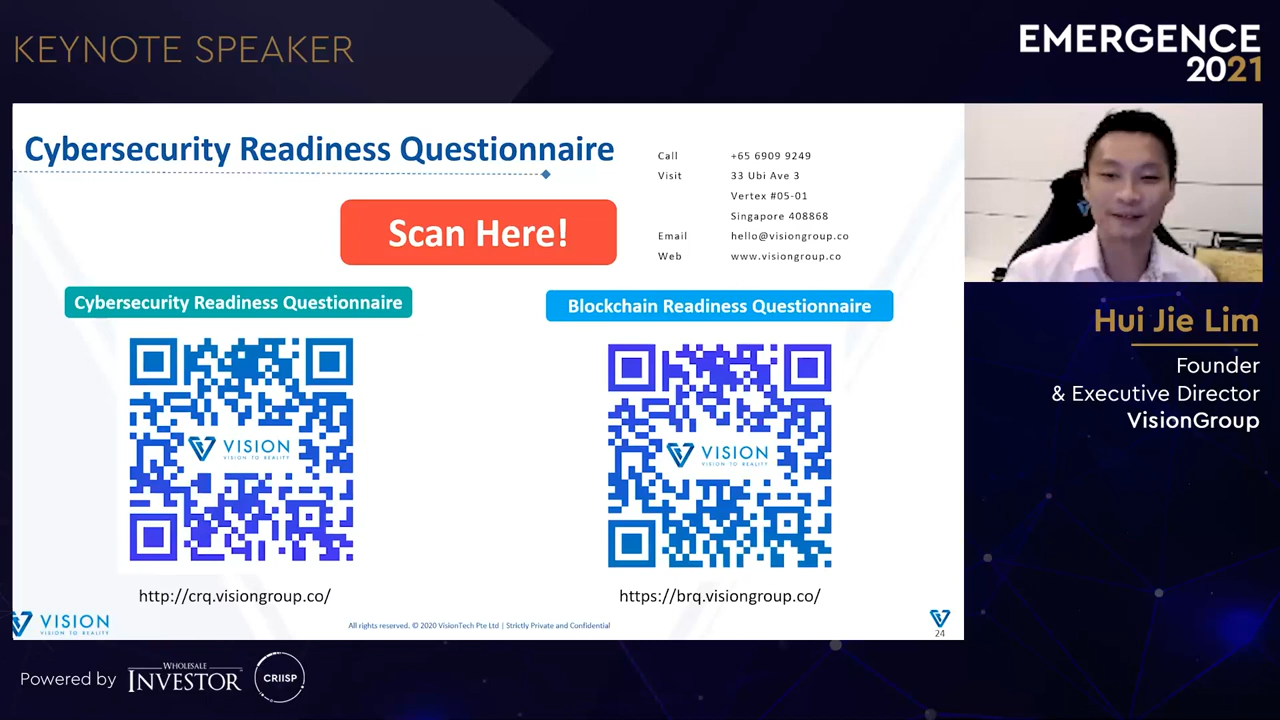 KEYNOTE SPEAKER
EMERGENCE
2021
Cybersecurity Readiness Questionnaire
Scan Here!
Call +65 6909 9249
Visit 33 Ubi Ave 3
Vertex #05-01
Singapore 408868
Email hello@visiongroup.co
Web www.visiongroup.co
Cybersecurity Readiness Questionnaire
Blockchain Readiness Questionnaire
VISION
VISION TO REALITY
VISION
VISION TO REALITY
http://crq.visiongroup.co/
https://brq.visiongroup.co/
VISION
VISION TO REALITY
All rights reserved. © 2020 VisionTech Pte Ltd | Strictly Private and Confidential
24
Hui Jie Lim
Founder
& Executive Director
VisionGroup
Powered by
WHOLESALE
INVESTOR
CRIISP